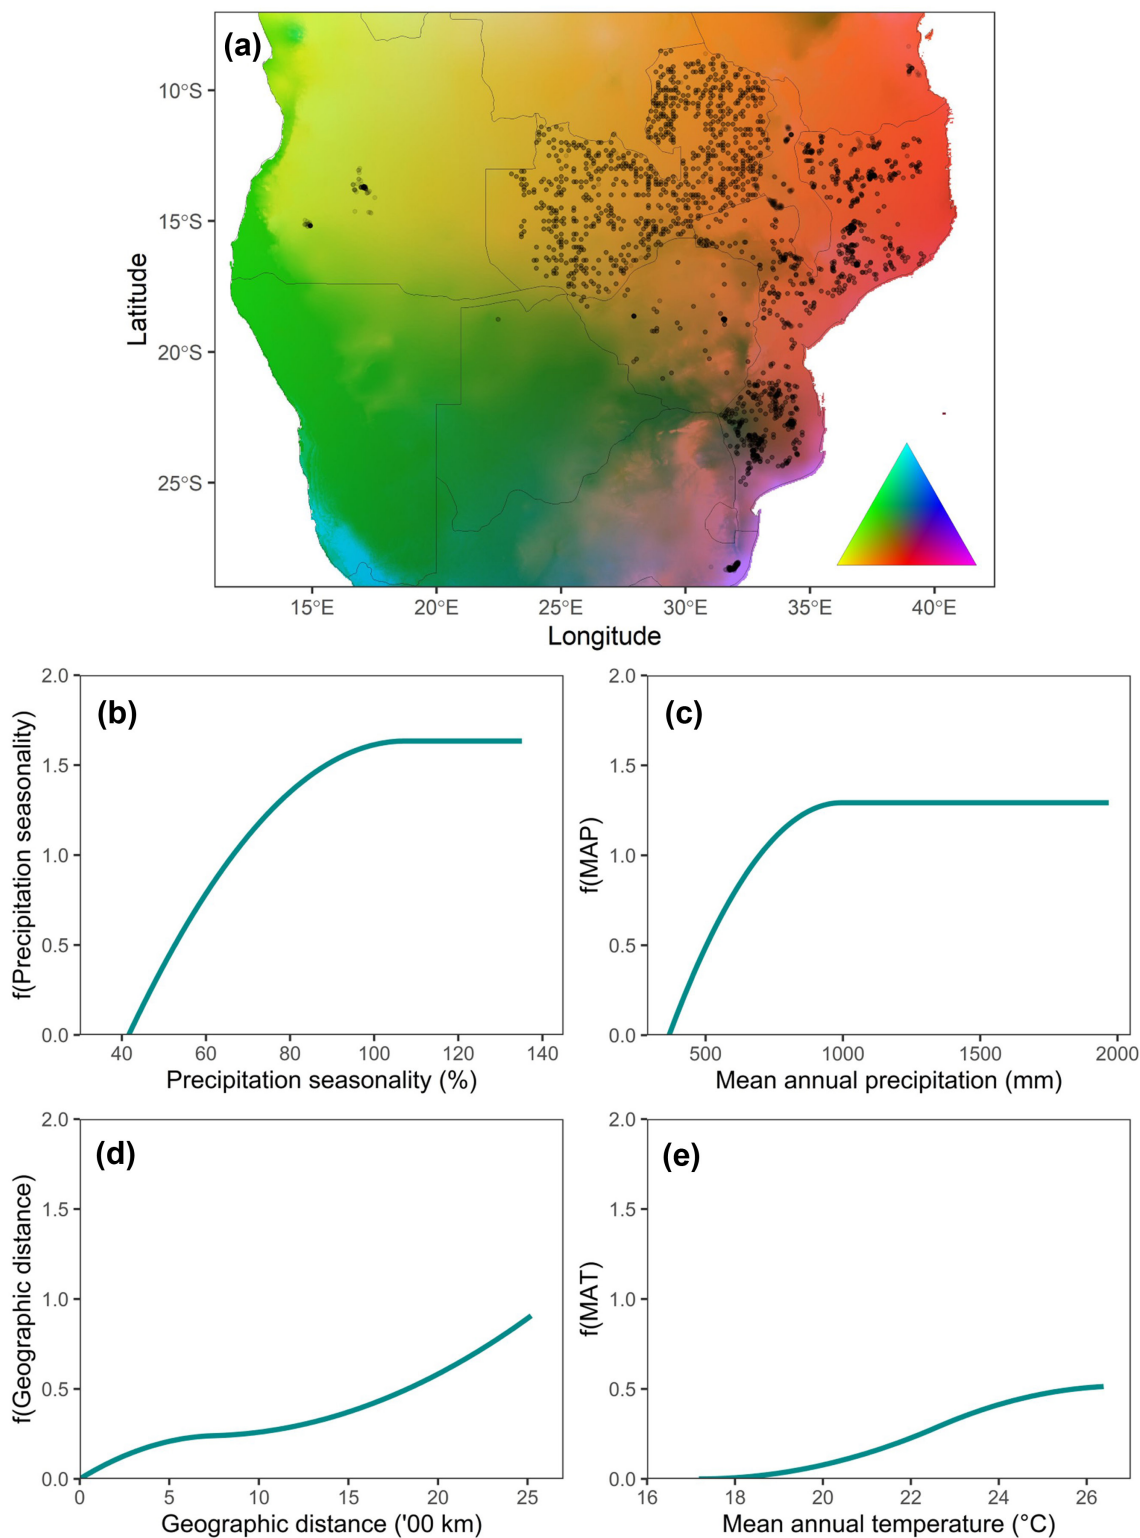 (a)
10°S
15°S
20°S
25°S
Latitude
15°E
20°E
25°E
30°E
35°E
40°E
Longitude
(b)
2.0
1.5
1.0
0.5
0.0
f(Precipitation seasonality)
40
60
80
100
120
140
Precipitation seasonality (%)
(c)
2.0
1.5
1.0
0.5
0.0
f(MAP)
500
1000
1500
2000
Mean annual precipitation (mm)
(d)
2.0
1.5
1.0
0.5
0.0
f(Geographic distance)
0
5
10
15
20
25
Geographic distance ('00 km)
(e)
2.0
1.5
1.0
0.5
0.0
f(MAT)
16
18
20
22
24
26
Mean annual temperature (°C)